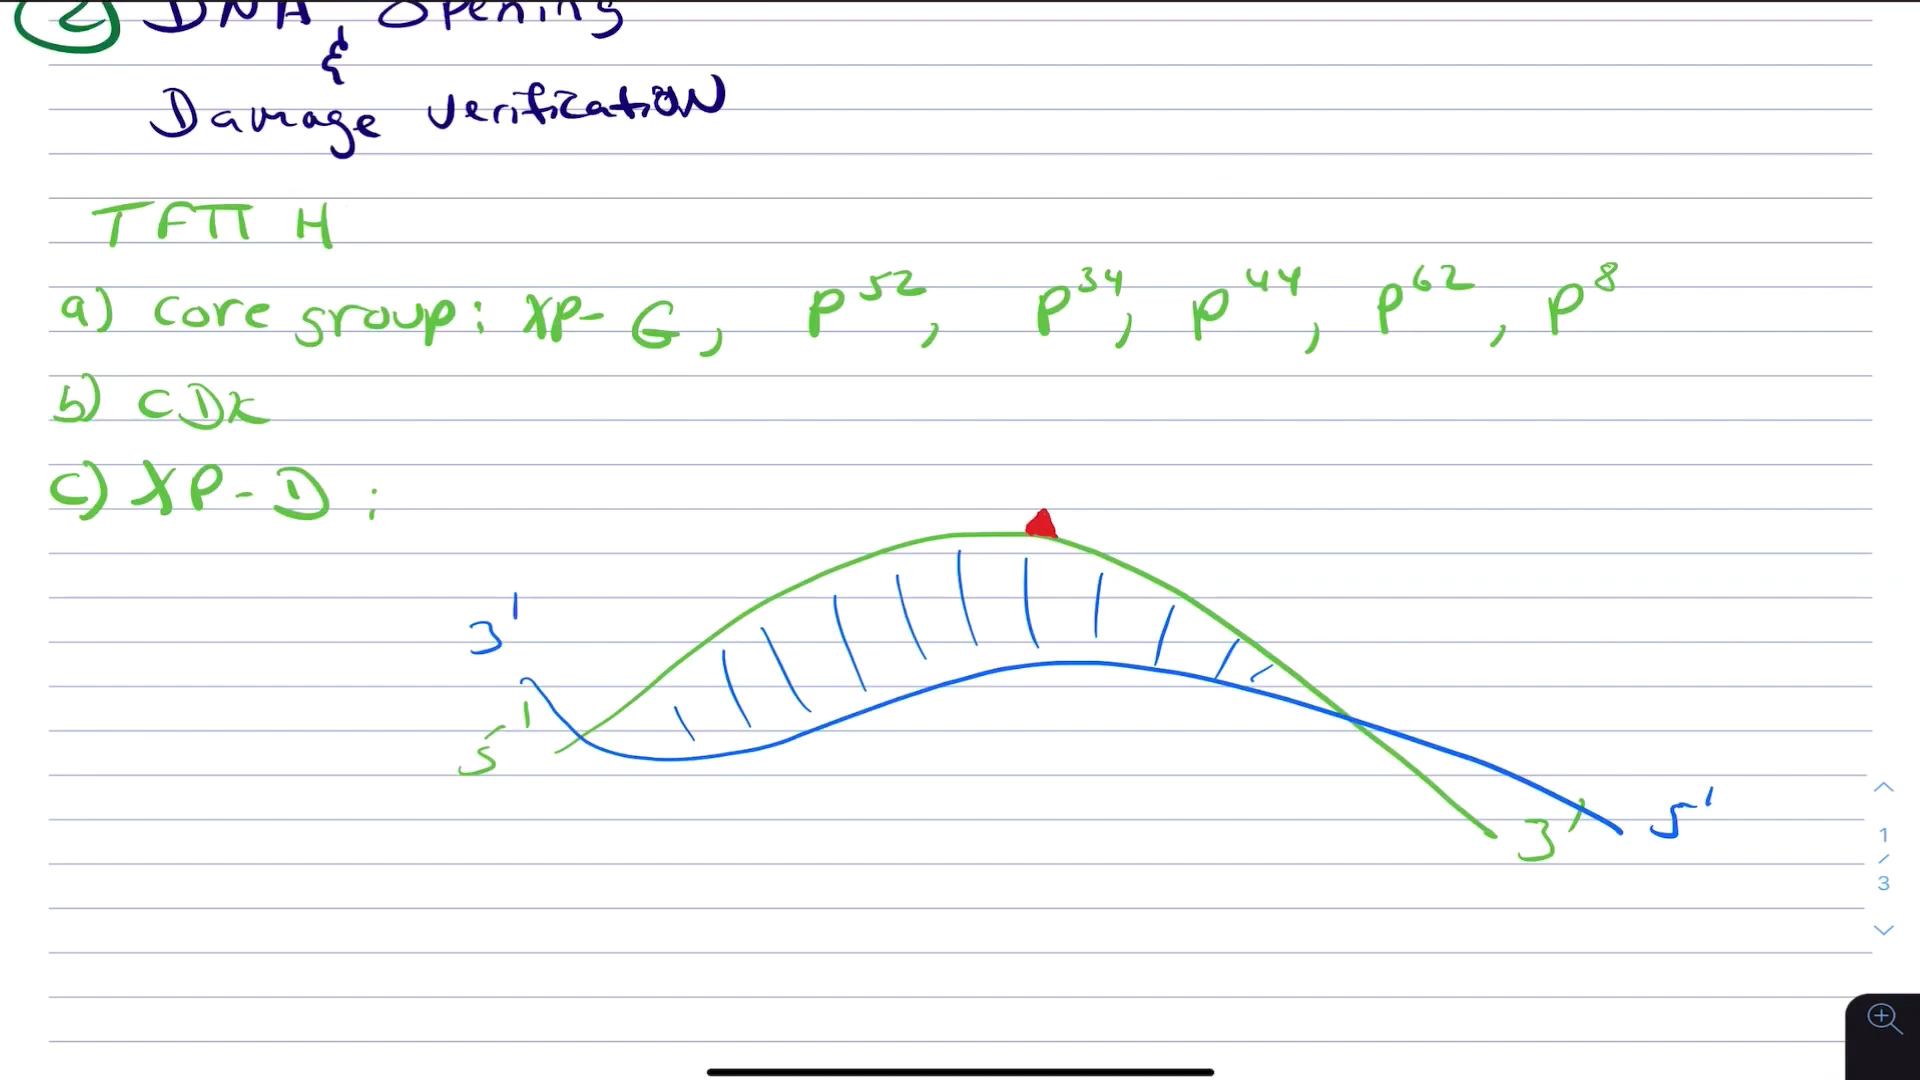 ② DNA Opening
&
Damage verification
TFII H
a) core group: XP-G, P52, P34, P44, P62, P8
b) CDK
c) XP-D:
3'
5'
3' 5'
1
/
3